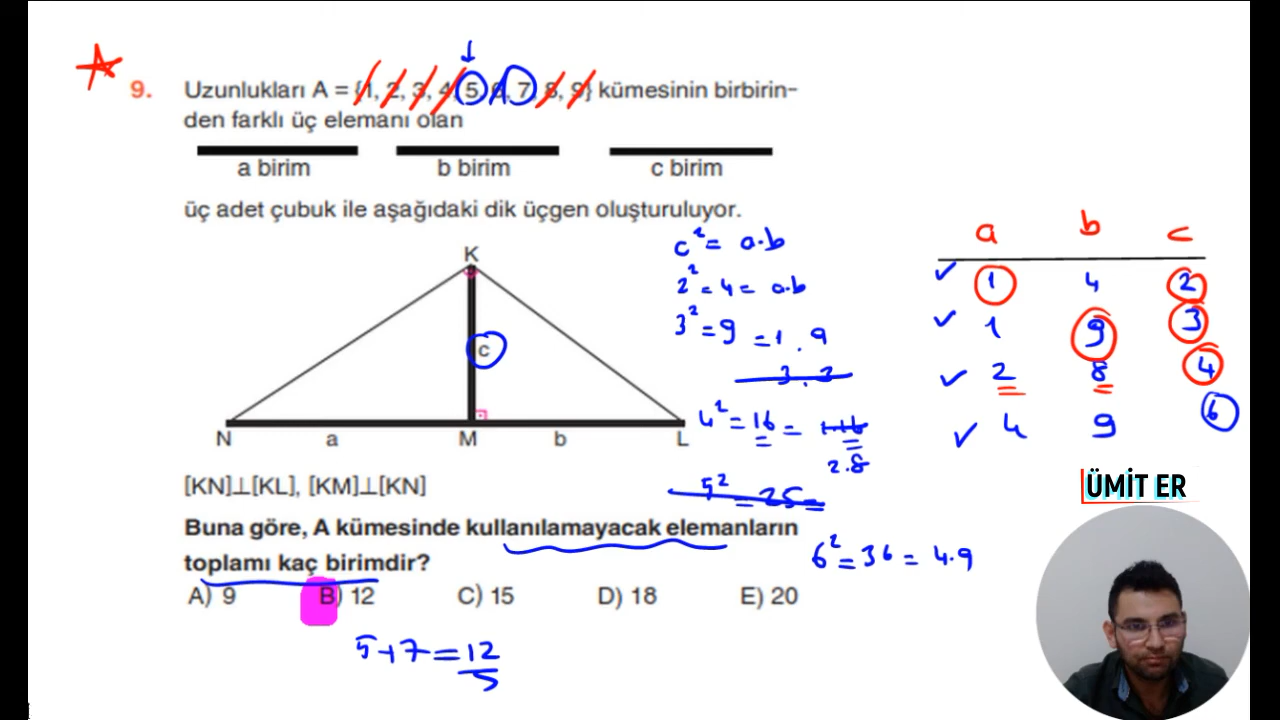 9. Uzunlukları A = {1, 2, 3, 4, 5, 6, 7, 8, 9} kümesinin birbirin-
den farklı üç elemanı olan
a birim b birim c birim
üç adet çubuk ile aşağıdaki dik üçgen oluşturuluyor.
K
c
N a M b L
[KN]⊥[KL], [KM]⊥[KN]
Buna göre, A kümesinde kullanılamayacak elemanların
toplamı kaç birimdir?
A) 9 B) 12 C) 15 D) 18 E) 20
5+7=12
c²= a.b
2²=4= a.b
3²=9=1.9
3.3
4²=16=1.16
2.8
5²=25=
6²=36=4.9
a b c
1 4 2
1 9 3
2 8 4
4 9 6
ÜMİT ER